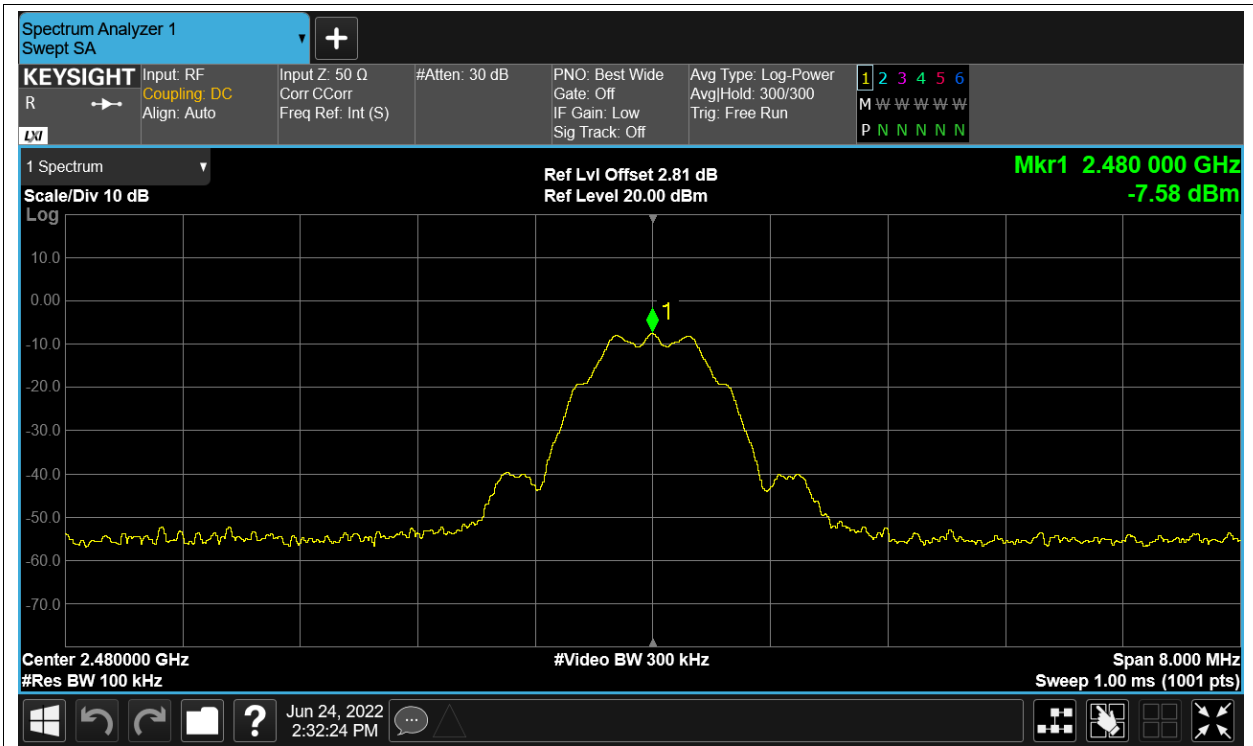 Spectrum Analyzer 1
Swept SA
KEYSIGHT
R
LXI
Input: RF
Coupling: DC
Align: Auto
Input Z: 50 Ω
Corr CCorr
Freq Ref: Int (S)
#Atten: 30 dB
PNO: Best Wide
Gate: Off
IF Gain: Low
Sig Track: Off
Avg Type: Log-Power
Avg|Hold: 300/300
Trig: Free Run
1 2 3 4 5 6
M W W W W W W
P N N N N N N
1 Spectrum
Scale/Div 10 dB
Log
Ref Lvl Offset 2.81 dB
Ref Level 20.00 dBm
Mkr1 2.480 000 GHz
-7.58 dBm
10.0
0.00
1
-10.0
-20.0
-30.0
-40.0
-50.0
-60.0
-70.0
Center 2.480000 GHz
#Res BW 100 kHz
#Video BW 300 kHz
Span 8.000 MHz
Sweep 1.00 ms (1001 pts)
?
Jun 24, 2022
2:32:24 PM